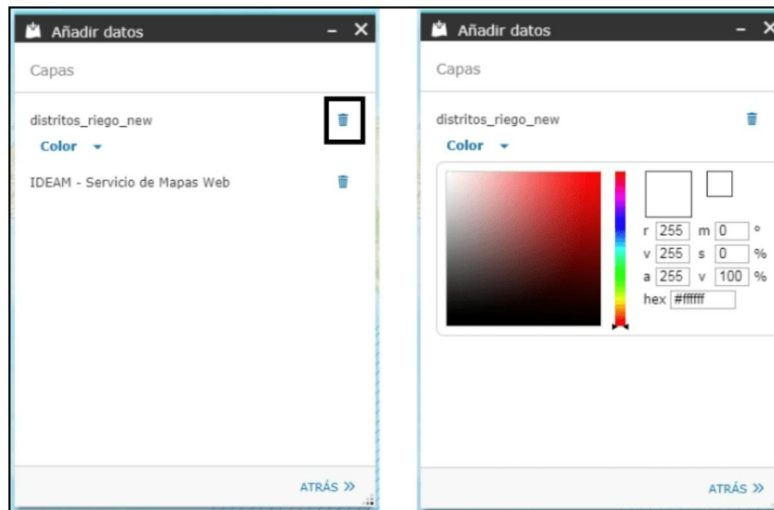 Añadir datos
Capas
distritos_riego_new
Color
IDEAM - Servicio de Mapas Web
ATRÁS »
Añadir datos
Capas
distritos_riego_new
Color
r 255 m 0 º
v 255 s 0 %
a 255 v 100 %
hex #ffffff
ATRÁS »